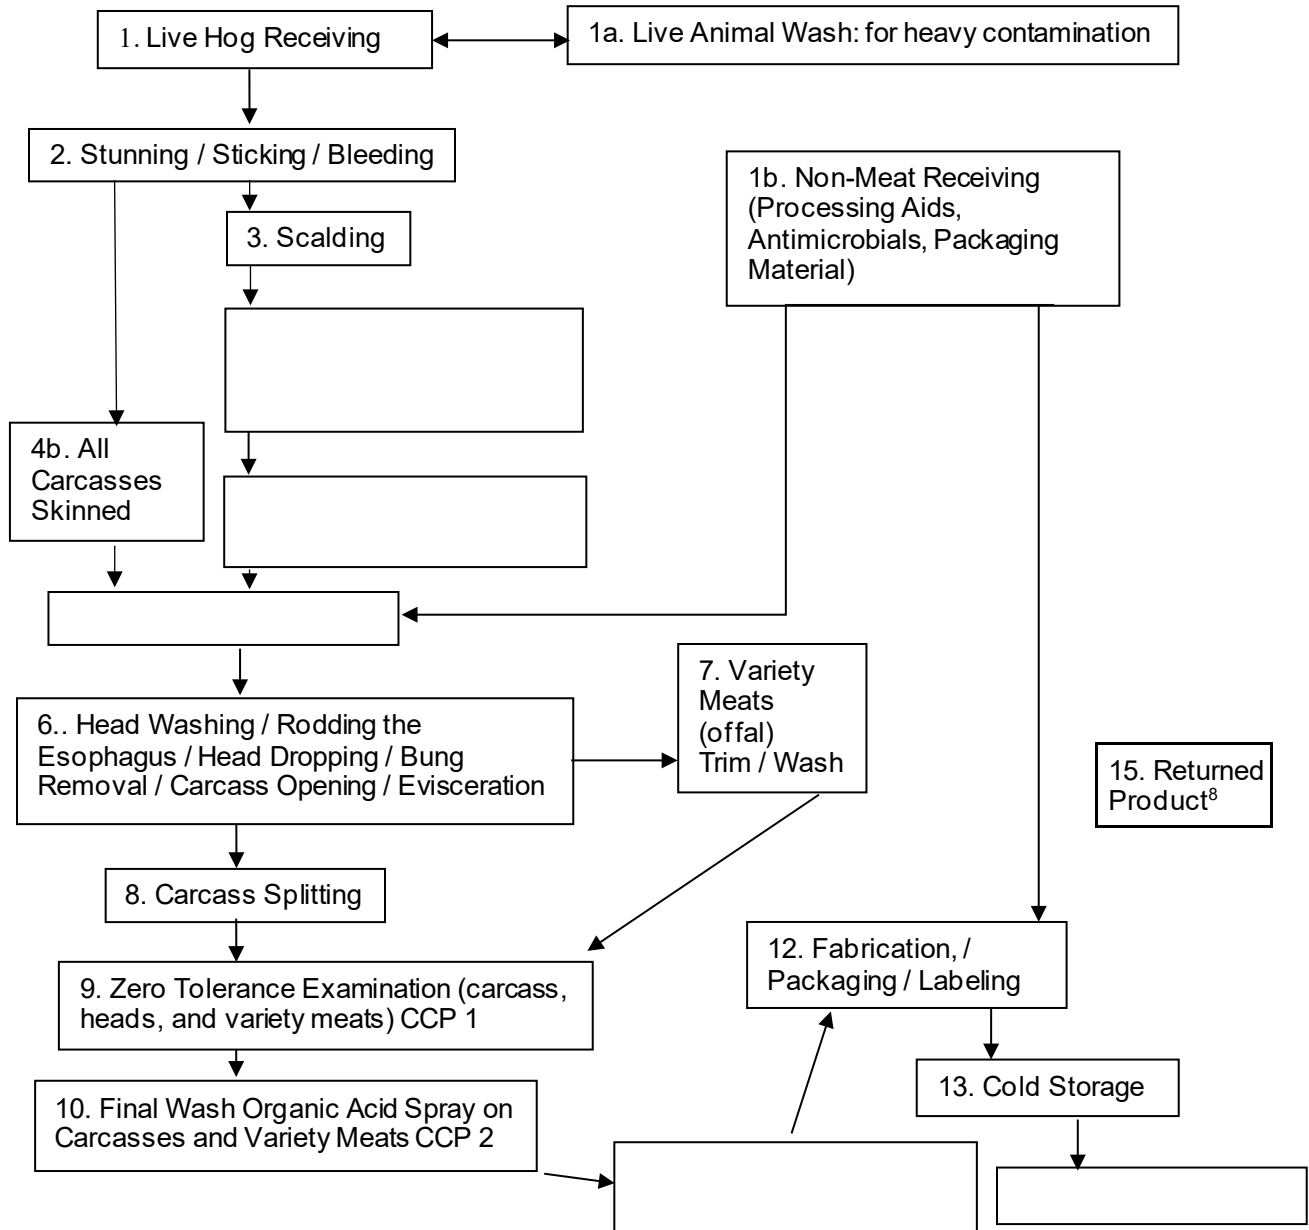 1. Live Hog Receiving
1a. Live Animal Wash: for heavy contamination
2. Stunning / Sticking / Bleeding
1b. Non-Meat Receiving
(Processing Aids,
Antimicrobials, Packaging
Material)
3. Scalding
4b. All
Carcasses
Skinned
6.. Head Washing / Rodding the
Esophagus / Head Dropping / Bung
Removal / Carcass Opening / Evisceration
7. Variety
Meats
(offal)
Trim / Wash
15. Returned
Product⁸
8. Carcass Splitting
9. Zero Tolerance Examination (carcass,
heads, and variety meats) CCP 1
12. Fabrication, /
Packaging / Labeling
10. Final Wash Organic Acid Spray on
Carcasses and Variety Meats CCP 2
13. Cold Storage